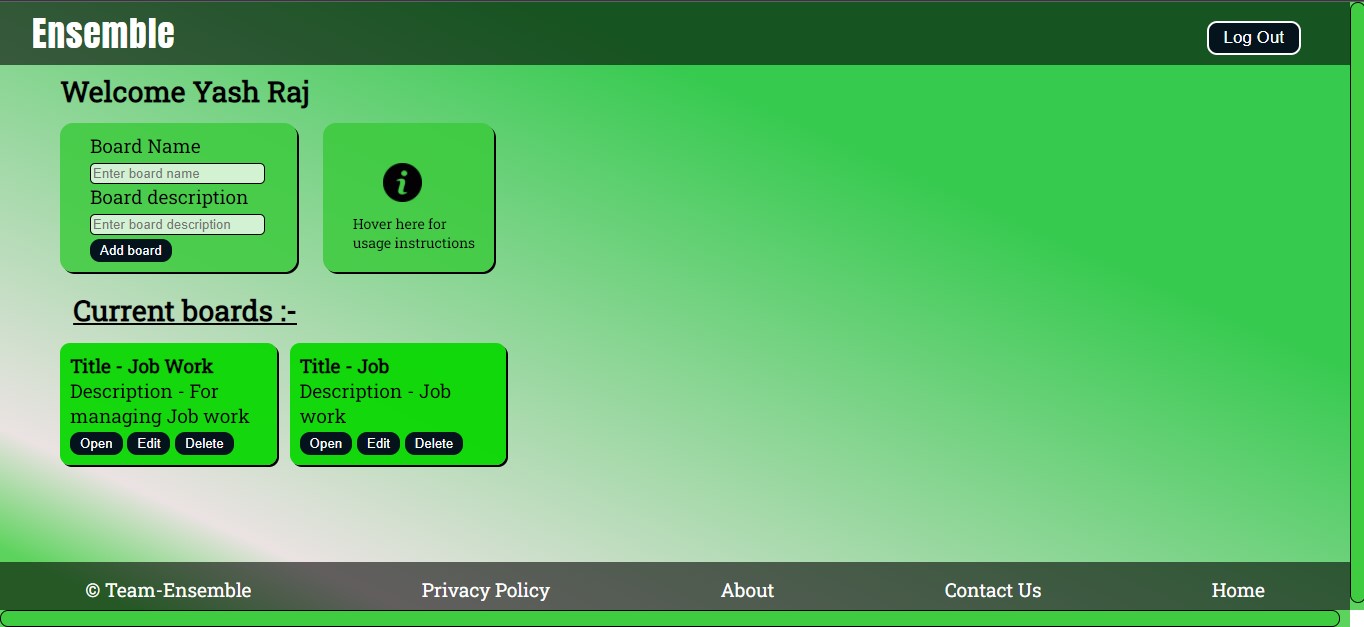 Ensemble
Log Out
Welcome Yash Raj
Board Name
Enter board name
Board description
Enter board description
Add board
i
Hover here for
usage instructions
Current boards :-
Title - Job Work
Description - For
managing Job work
Open Edit Delete
Title - Job
Description - Job
work
Open Edit Delete
© Team-Ensemble Privacy Policy About Contact Us Home